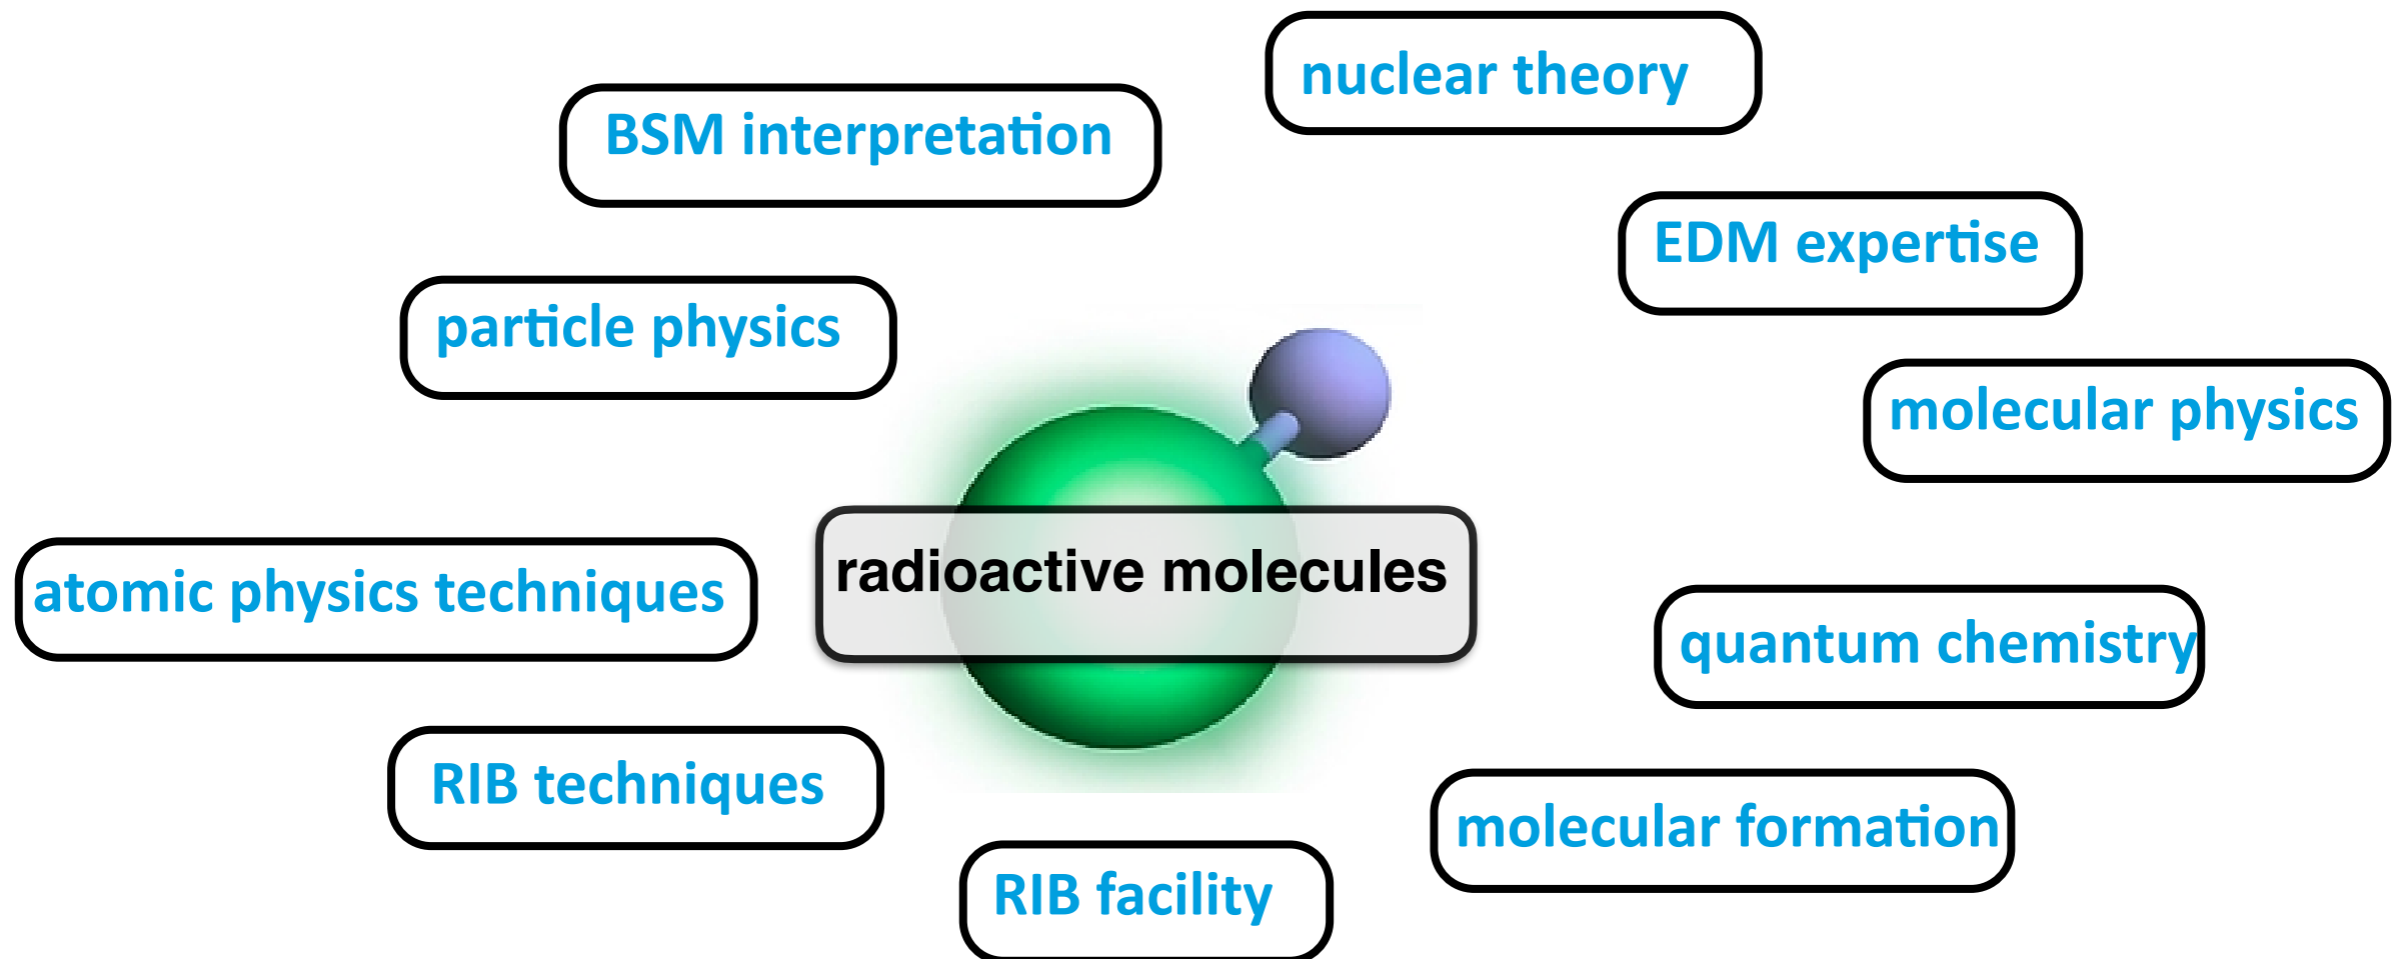 nuclear theory
BSM interpretation
EDM expertise
particle physics
molecular physics
radioactive molecules
atomic physics techniques
quantum chemistry
RIB techniques
molecular formation
RIB facility